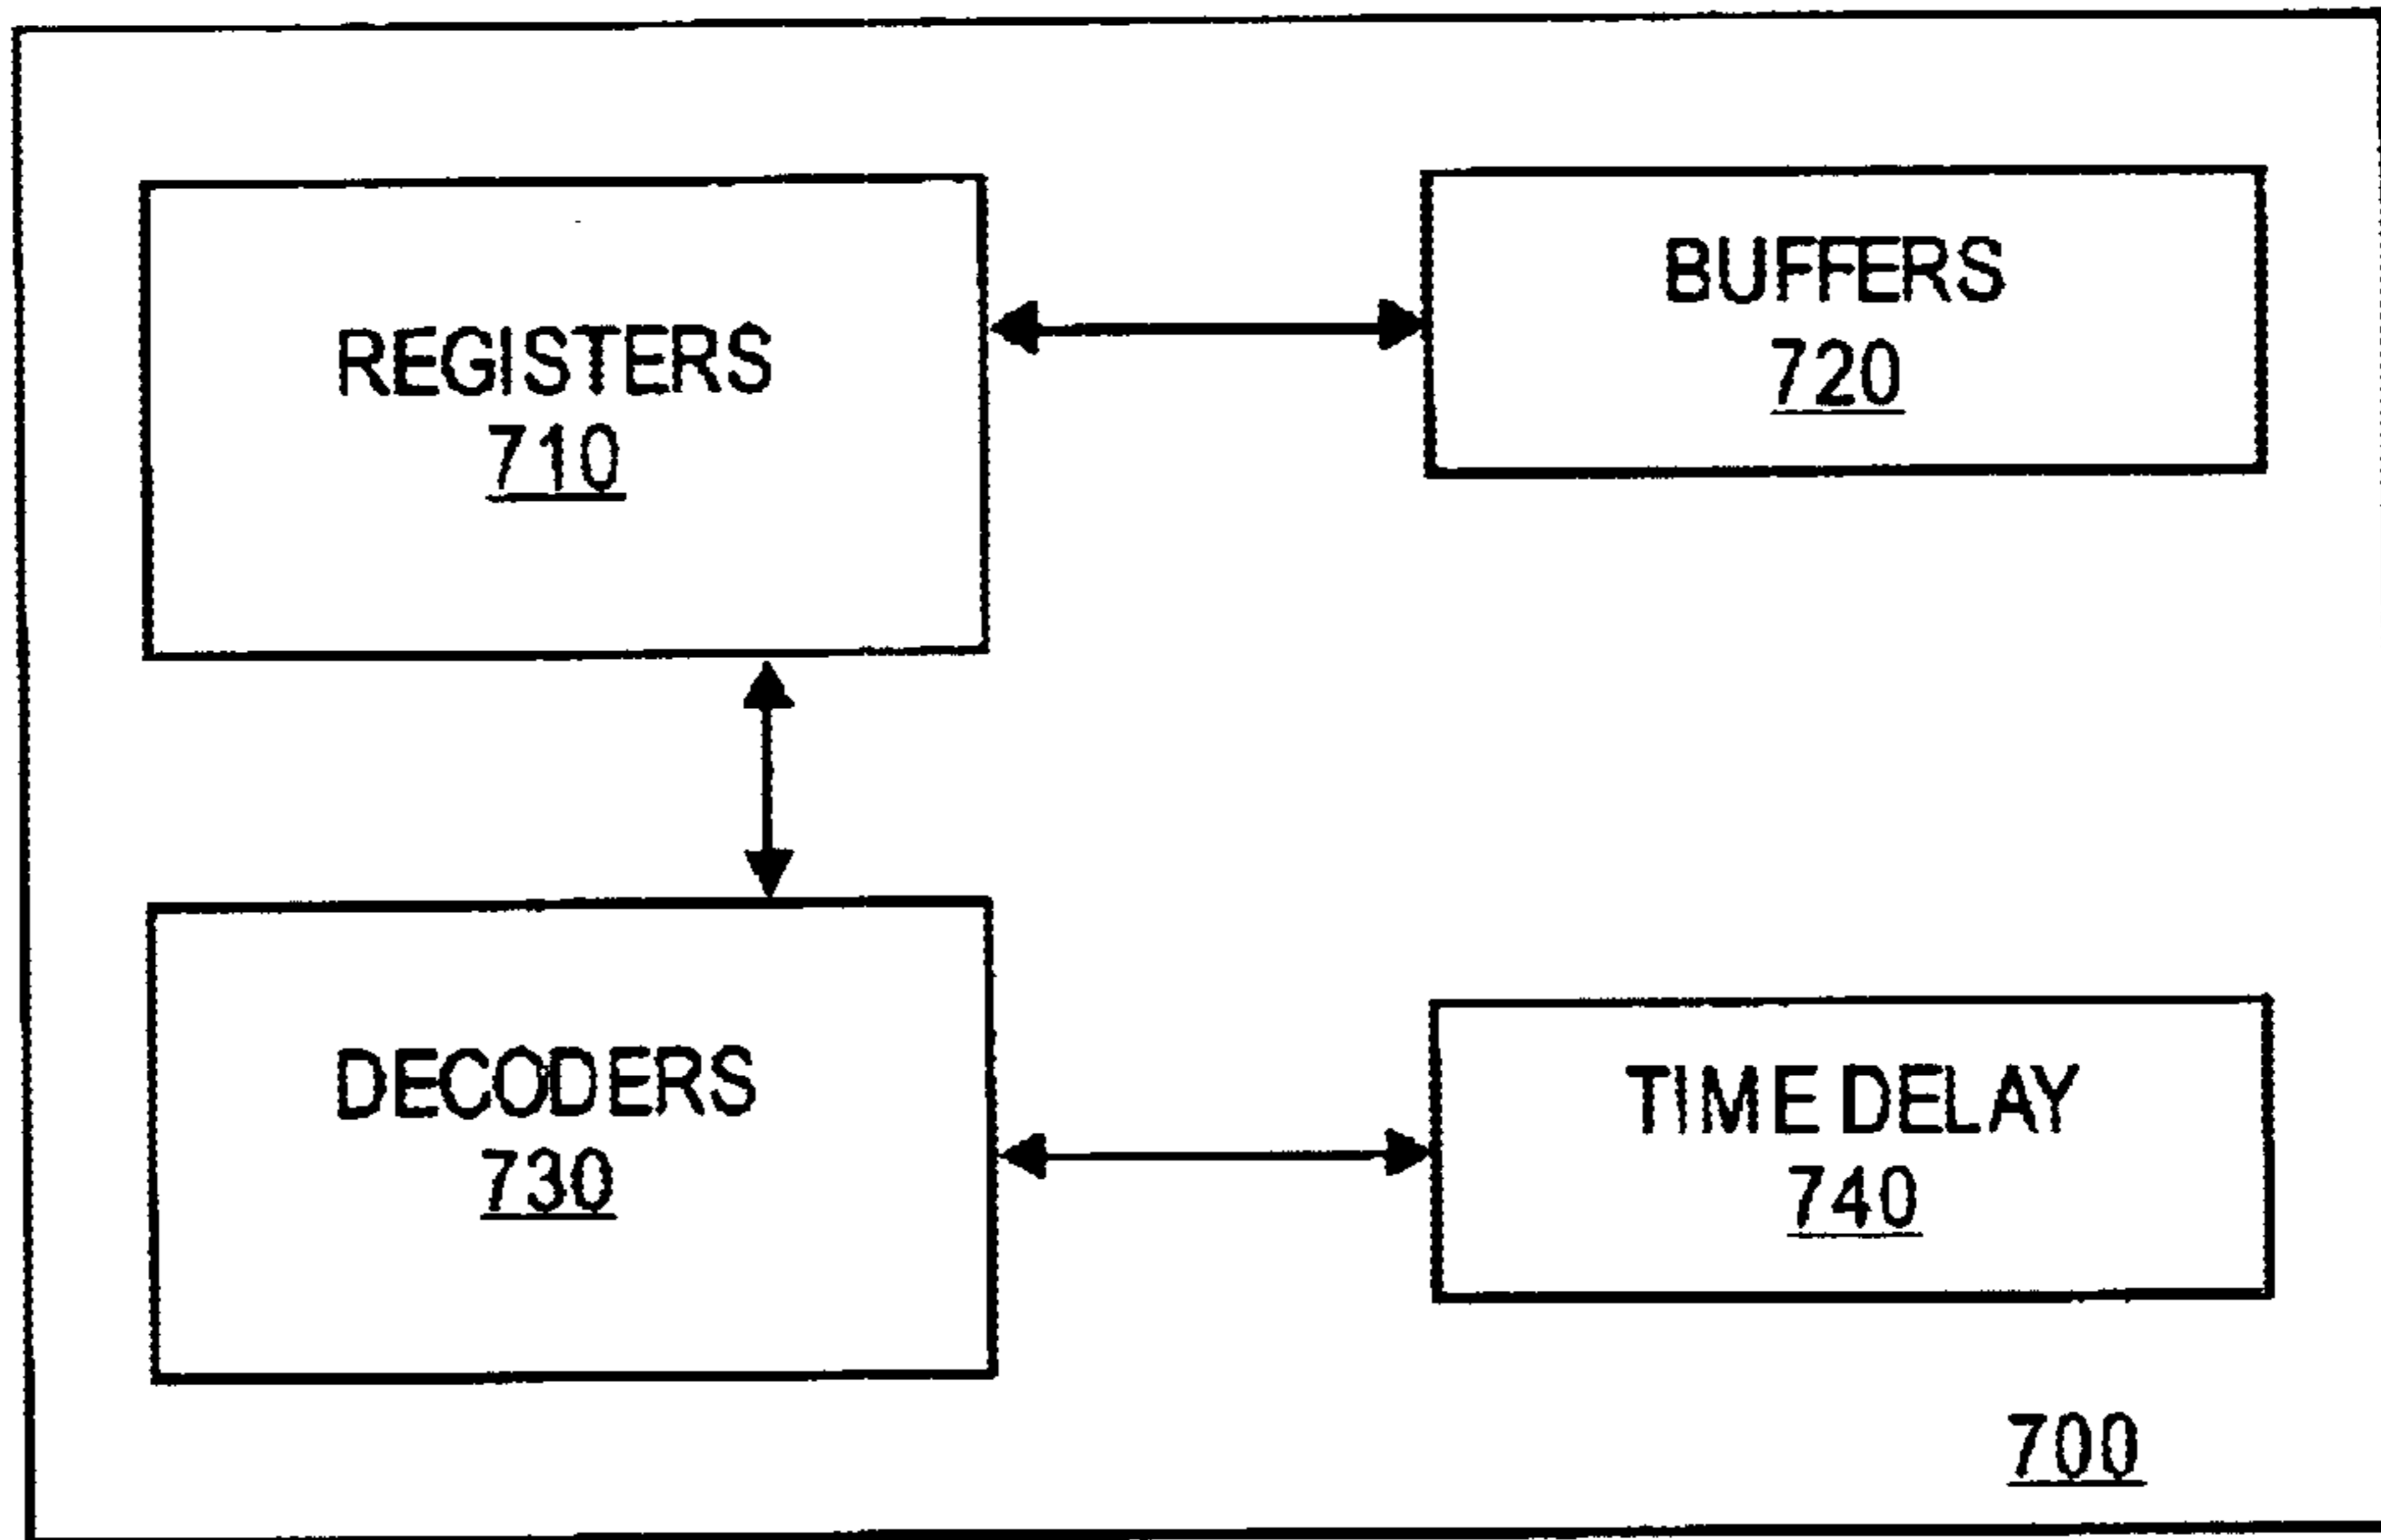 REGISTERS
710
BUFFERS
720
DECODERS
730
TIME DELAY
740
700